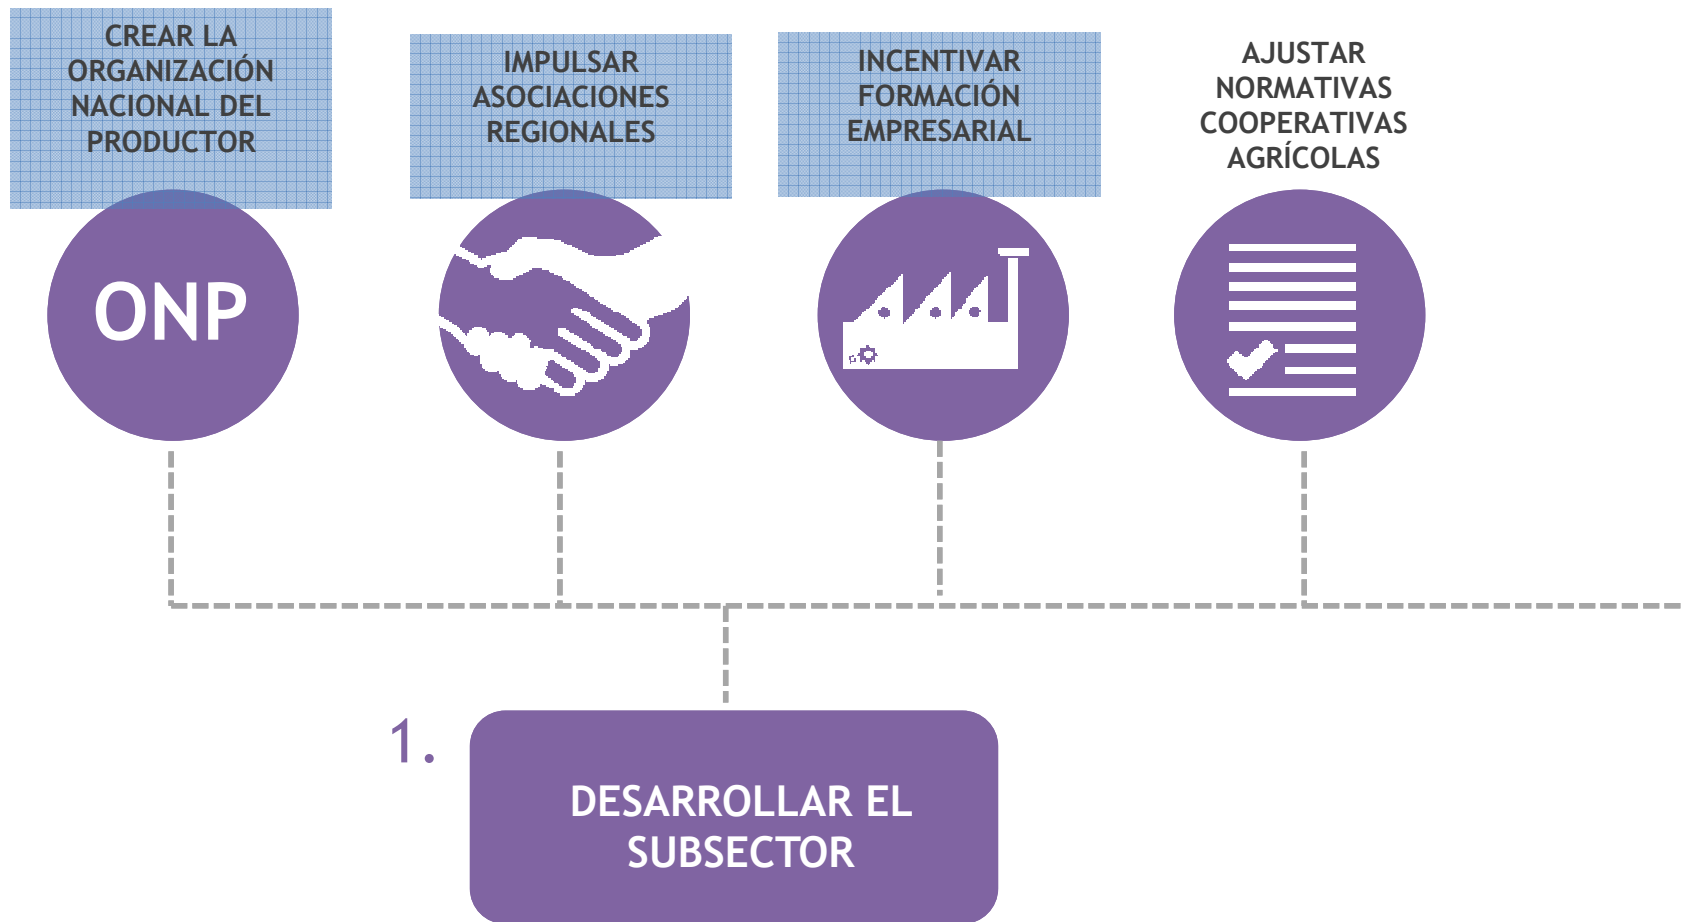 CREAR LA
ORGANIZACIÓN
NACIONAL DEL
PRODUCTOR
IMPULSAR
ASOCIACIONES
REGIONALES
INCENTIVAR
FORMACIÓN
EMPRESARIAL
AJUSTAR
NORMATIVAS
COOPERATIVAS
AGRÍCOLAS
ONP
1.
DESARROLLAR EL
SUBSECTOR